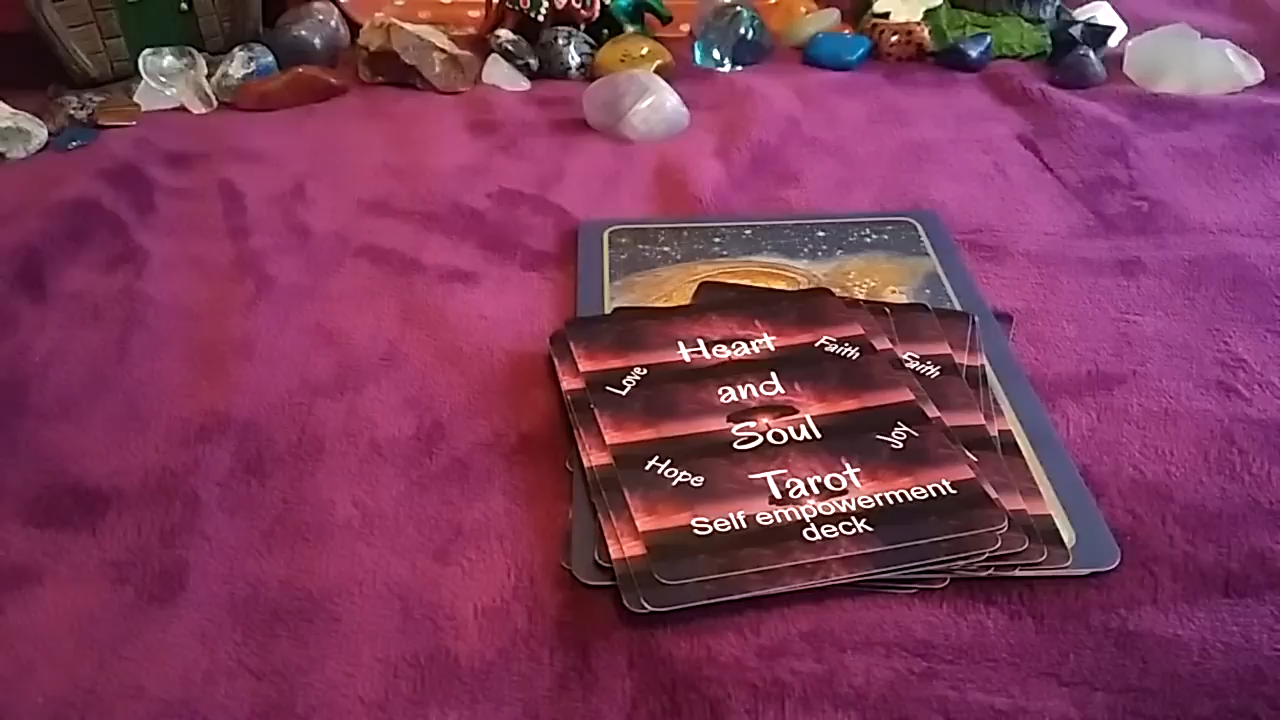 Heart
Love
Faith
Faith
and
Soul
Joy
Hope
Tarot
Self empowerment
deck